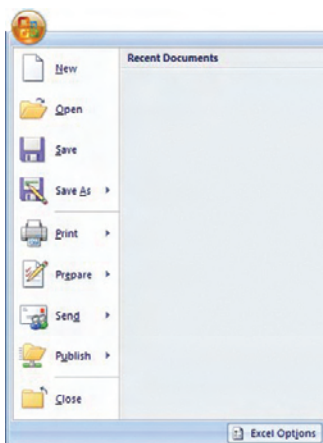 Recent Documents
New
Open
Save
Save As
Print
Prepare
Send
Publish
Close
Excel Options